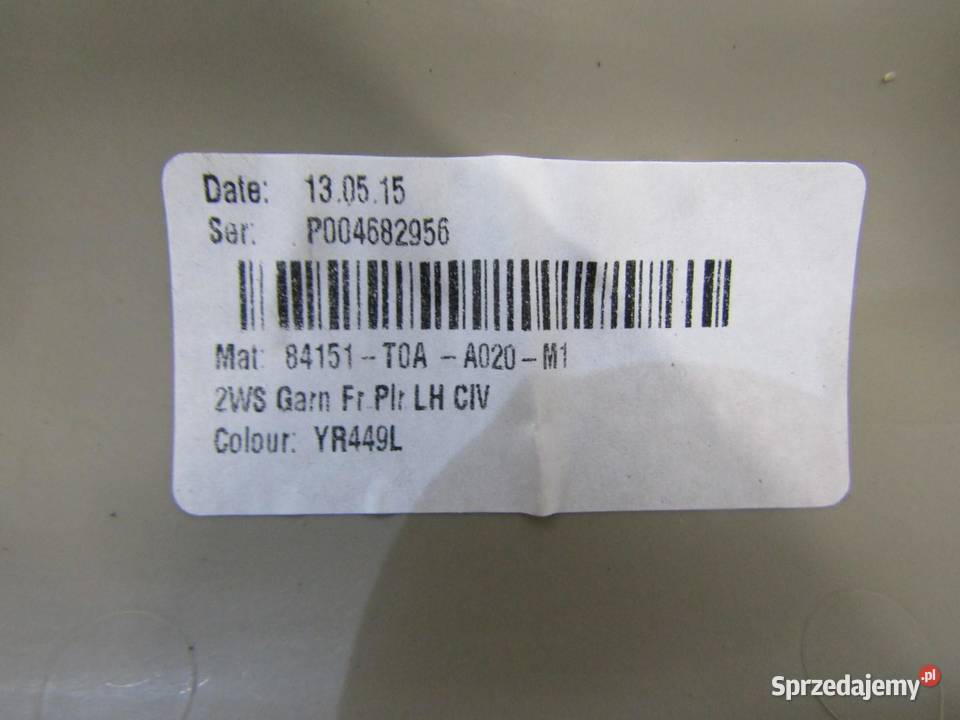 Date: 13.05.15
Ser: P004682956
Mat: 84151-T0A-A020-M1
2WS Garn Fr Plr LH CIV
Colour: YR449L
Sprzedajemy.pl